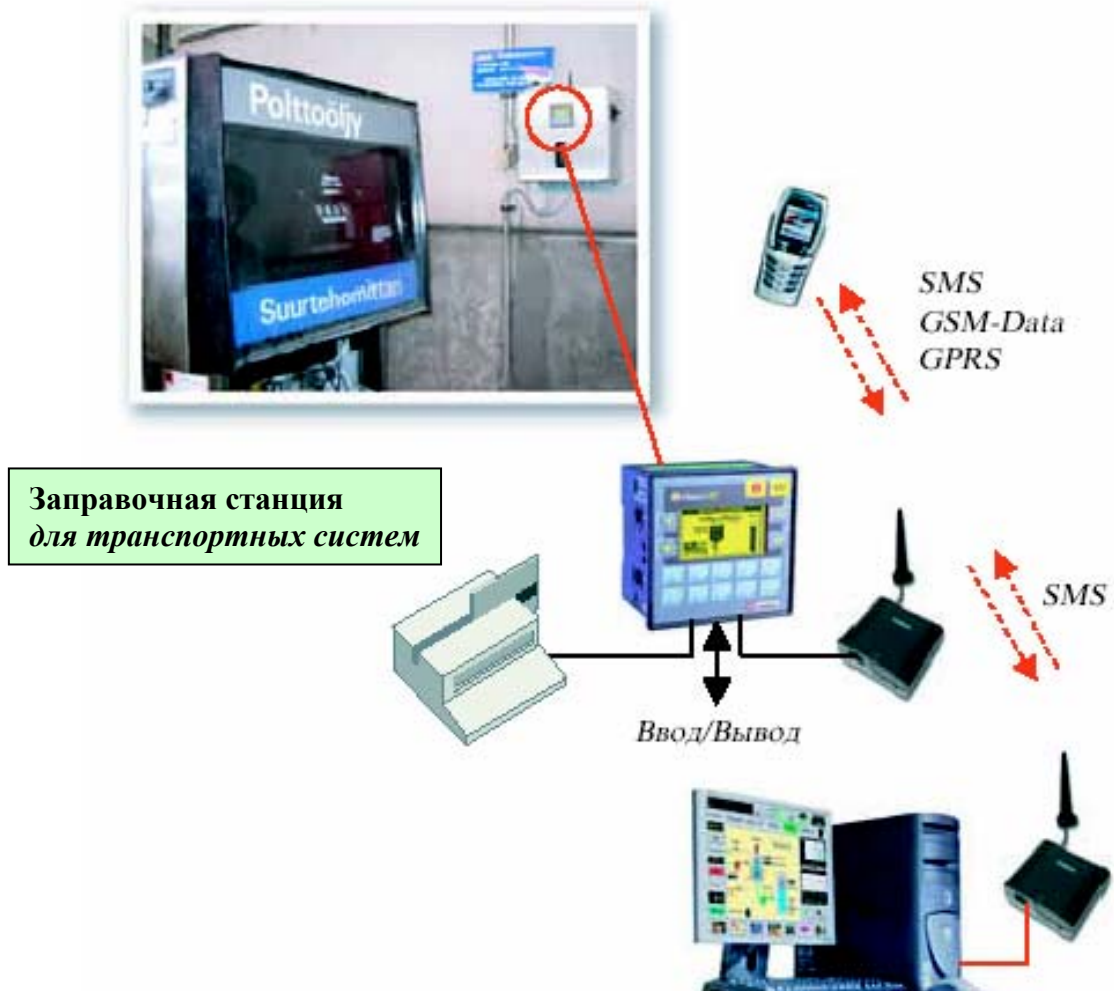 Polttoöljy
Suurtehomittari
SMS
GSM-Data
GPRS
Заправочная станция
для транспортных систем
SMS
Ввод/Вывод